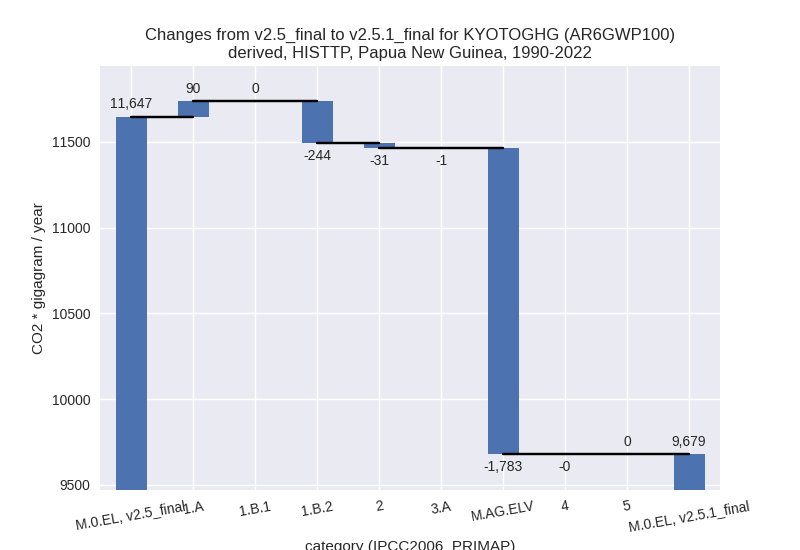 Changes from v2.5_final to v2.5.1_final for KYOTOGHG (AR6GWP100)
derived, HISTTP, Papua New Guinea, 1990-2022
CO2 * gigagram / year
11500
11000
10500
10000
9500
11,647
90
0
-244
-31
-1
-1,783
-0
0
9,679
M.0.EL, v2.5_final
1.A
1.B.1
1.B.2
2
3.A
M.AG.ELV
4
5
M.0.EL, v2.5.1_final
category (IPCC2006_PRIMAP)